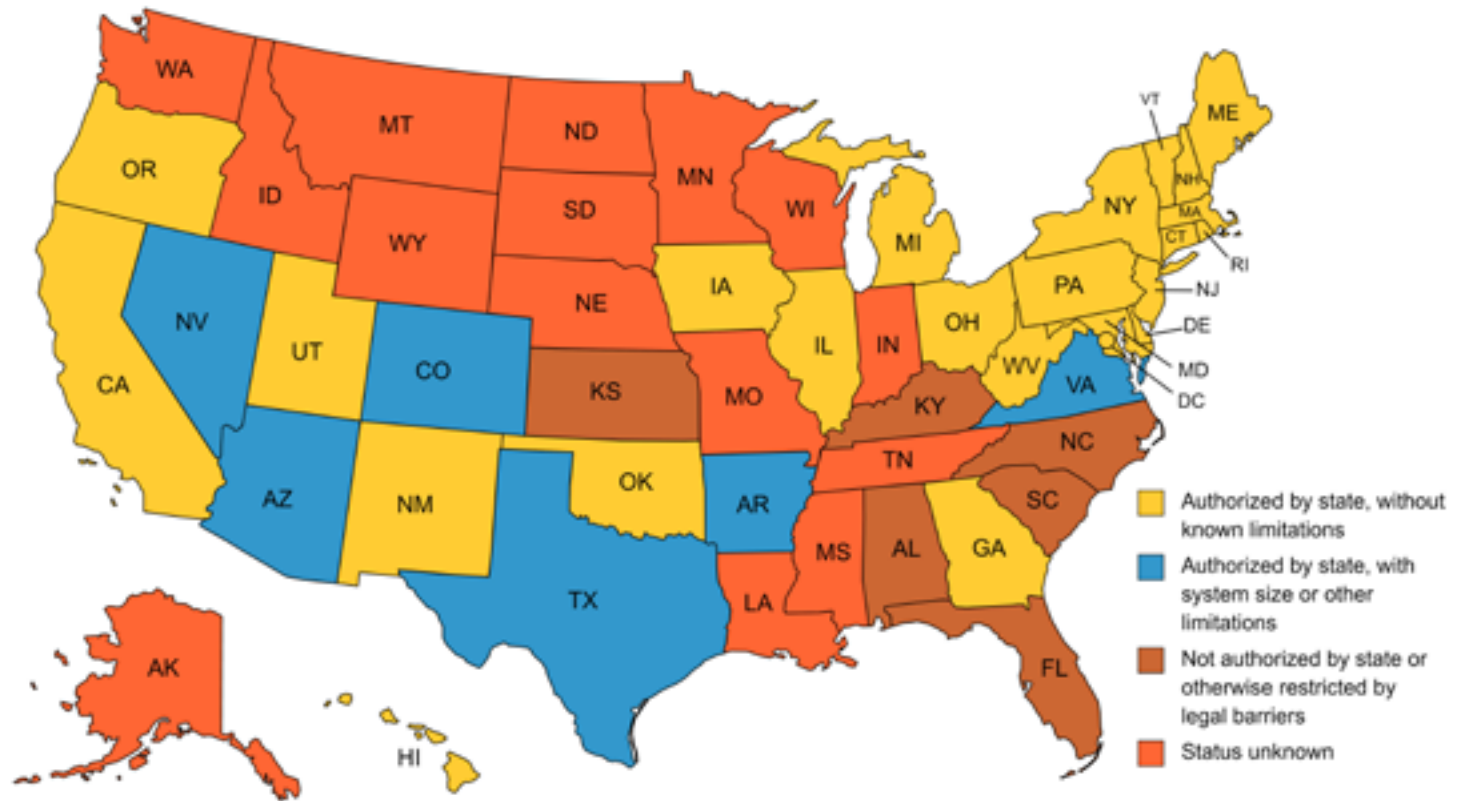 WA
MT
ND
MN
VT
ME
OR
ID
SD
WI
NH
NY
MA
WY
MI
CT
RI
IA
PA
NJ
NE
NV
OH
DE
UT
IL
IN
CO
WV
MD
CA
KS
VA
MO
KY
DC
NC
TN
AZ
NM
OK
AR
SC
MS
AL
GA
TX
LA
AK
FL
HI
Authorized by state, without
known limitations
Authorized by state, with
system size or other
limitations
Not authorized by state or
otherwise restricted by
legal barriers
Status unknown